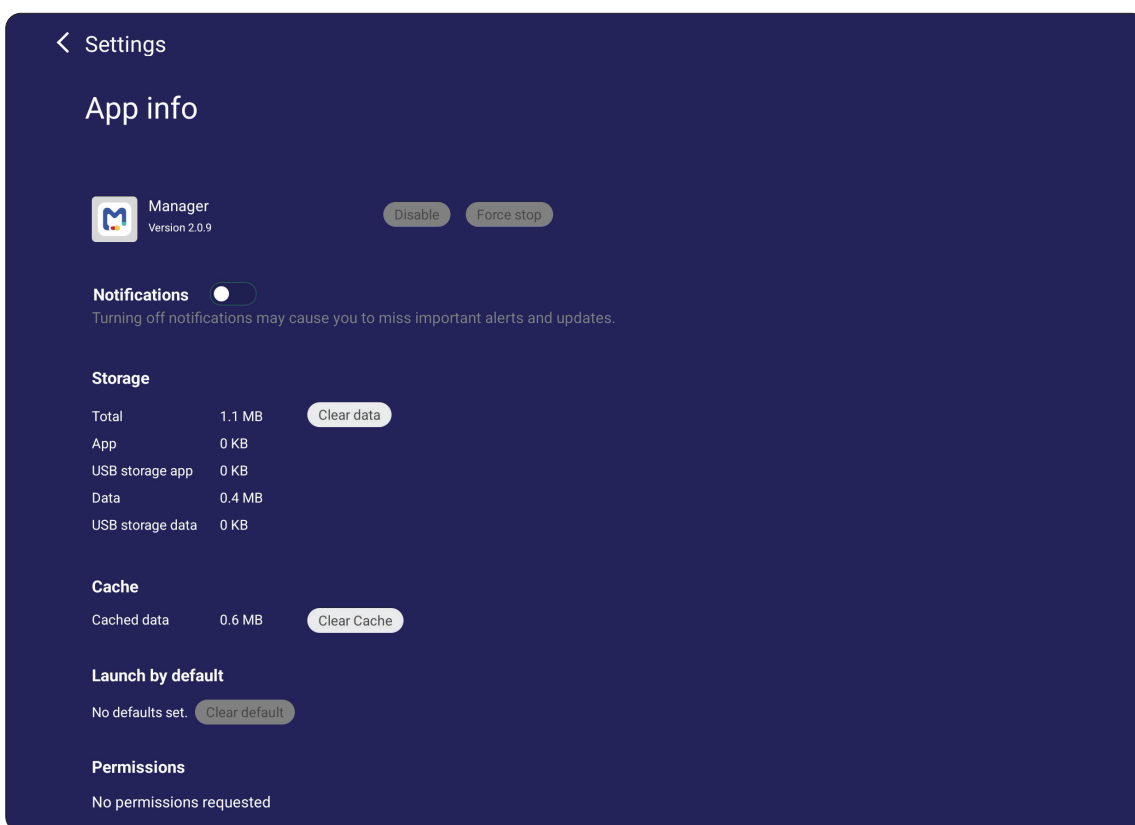 Settings
App info
Manager
Version 2.0.9
Disable Force stop
Notifications
Turning off notifications may cause you to miss important alerts and updates.
Storage
Total 1.1 MB Clear data
App 0 KB
USB storage app 0 KB
Data 0.4 MB
USB storage data 0 KB
Cache
Cached data 0.6 MB Clear Cache
Launch by default
No defaults set. Clear default
Permissions
No permissions requested